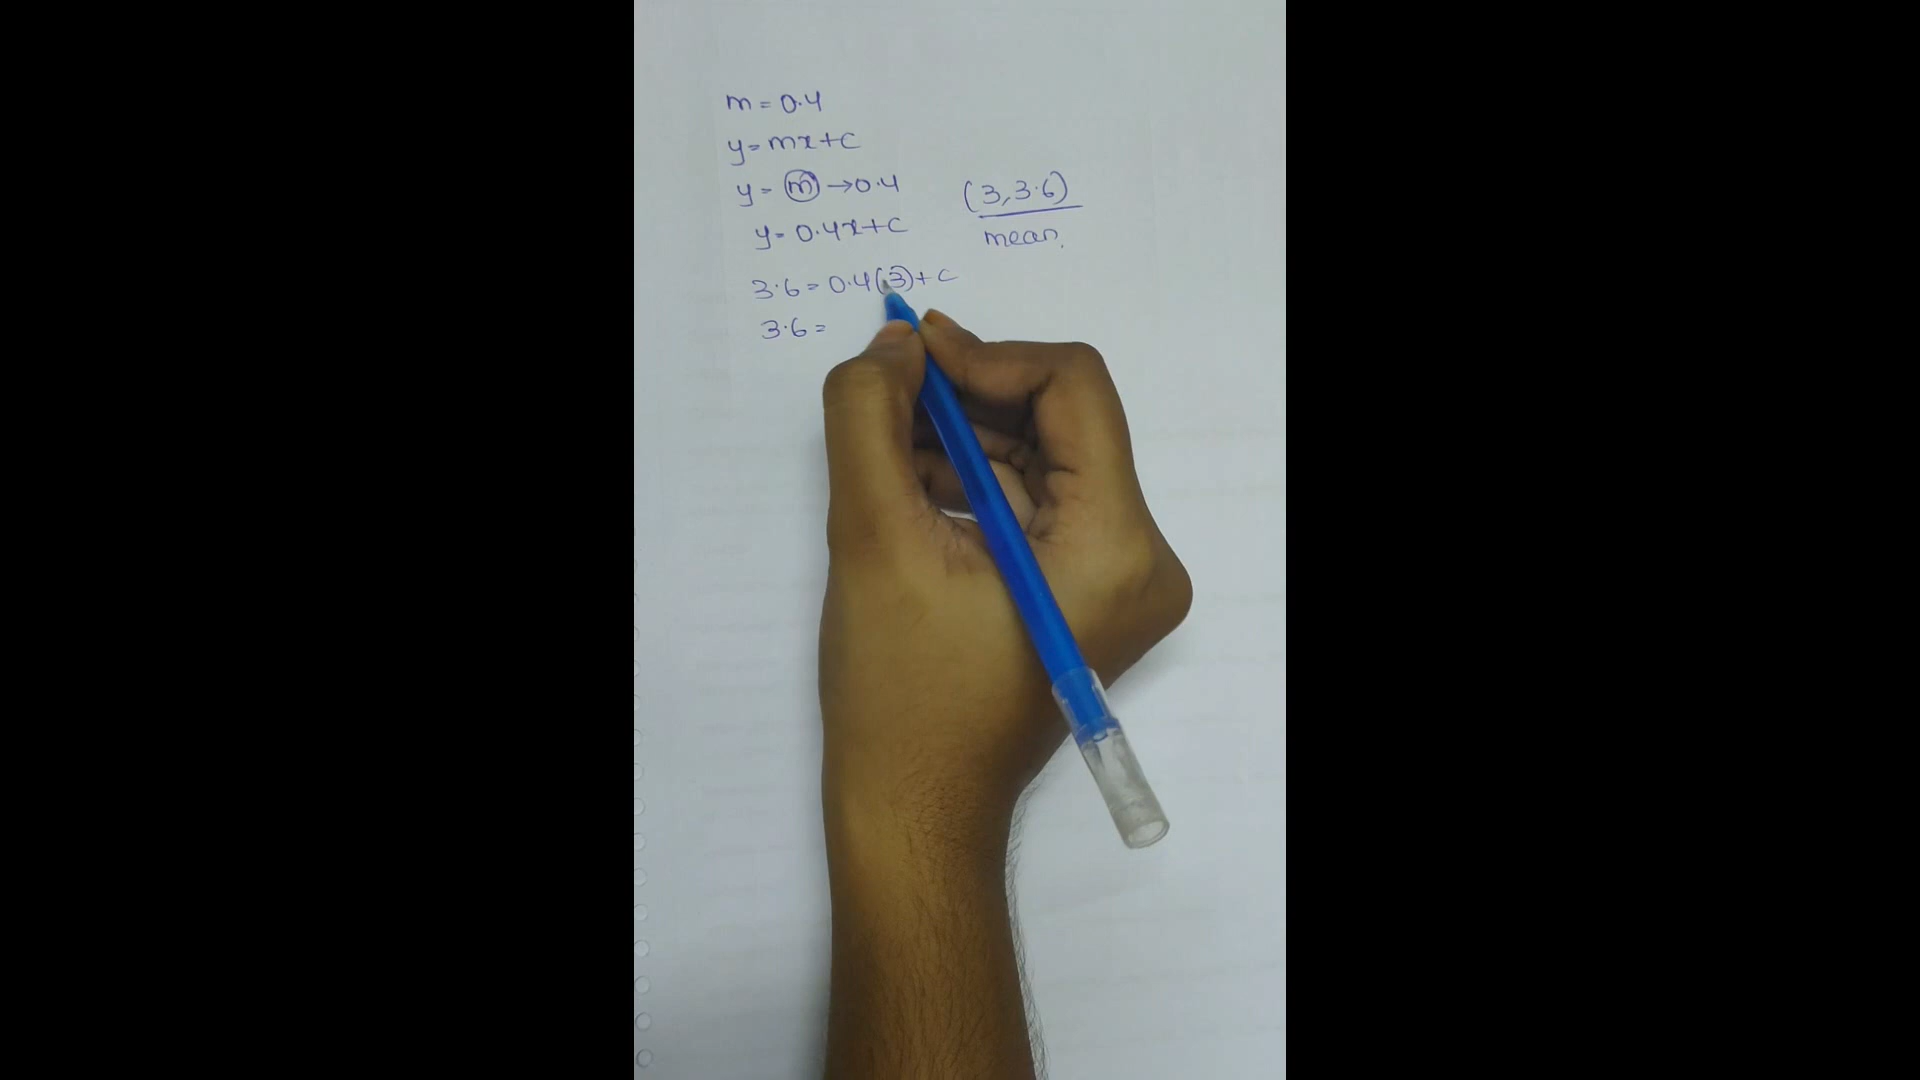 m = 0.4
y = mx + c
y = m → 0.4
(3, 3.6)
mean
y = 0.4x + c
3.6 = 0.4(3) + c
3.6 =